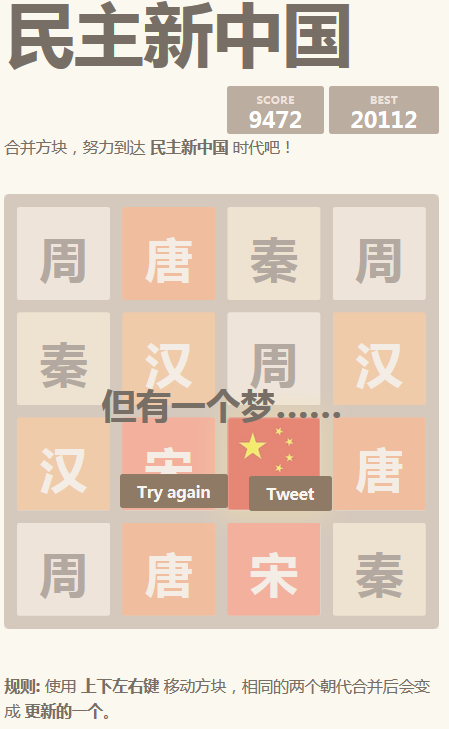 民主新中国
SCORE BEST
9472 20112
合并方块，努力到达 民主新中国 时代吧！
周 唐 秦 周
秦 汉 周 汉
但有一个梦……
汉 宋 唐
Try again Tweet
周 唐 宋 秦
规则: 使用 上下左右键 移动方块，相同的两个朝代合并后会变
成 更新的一个。